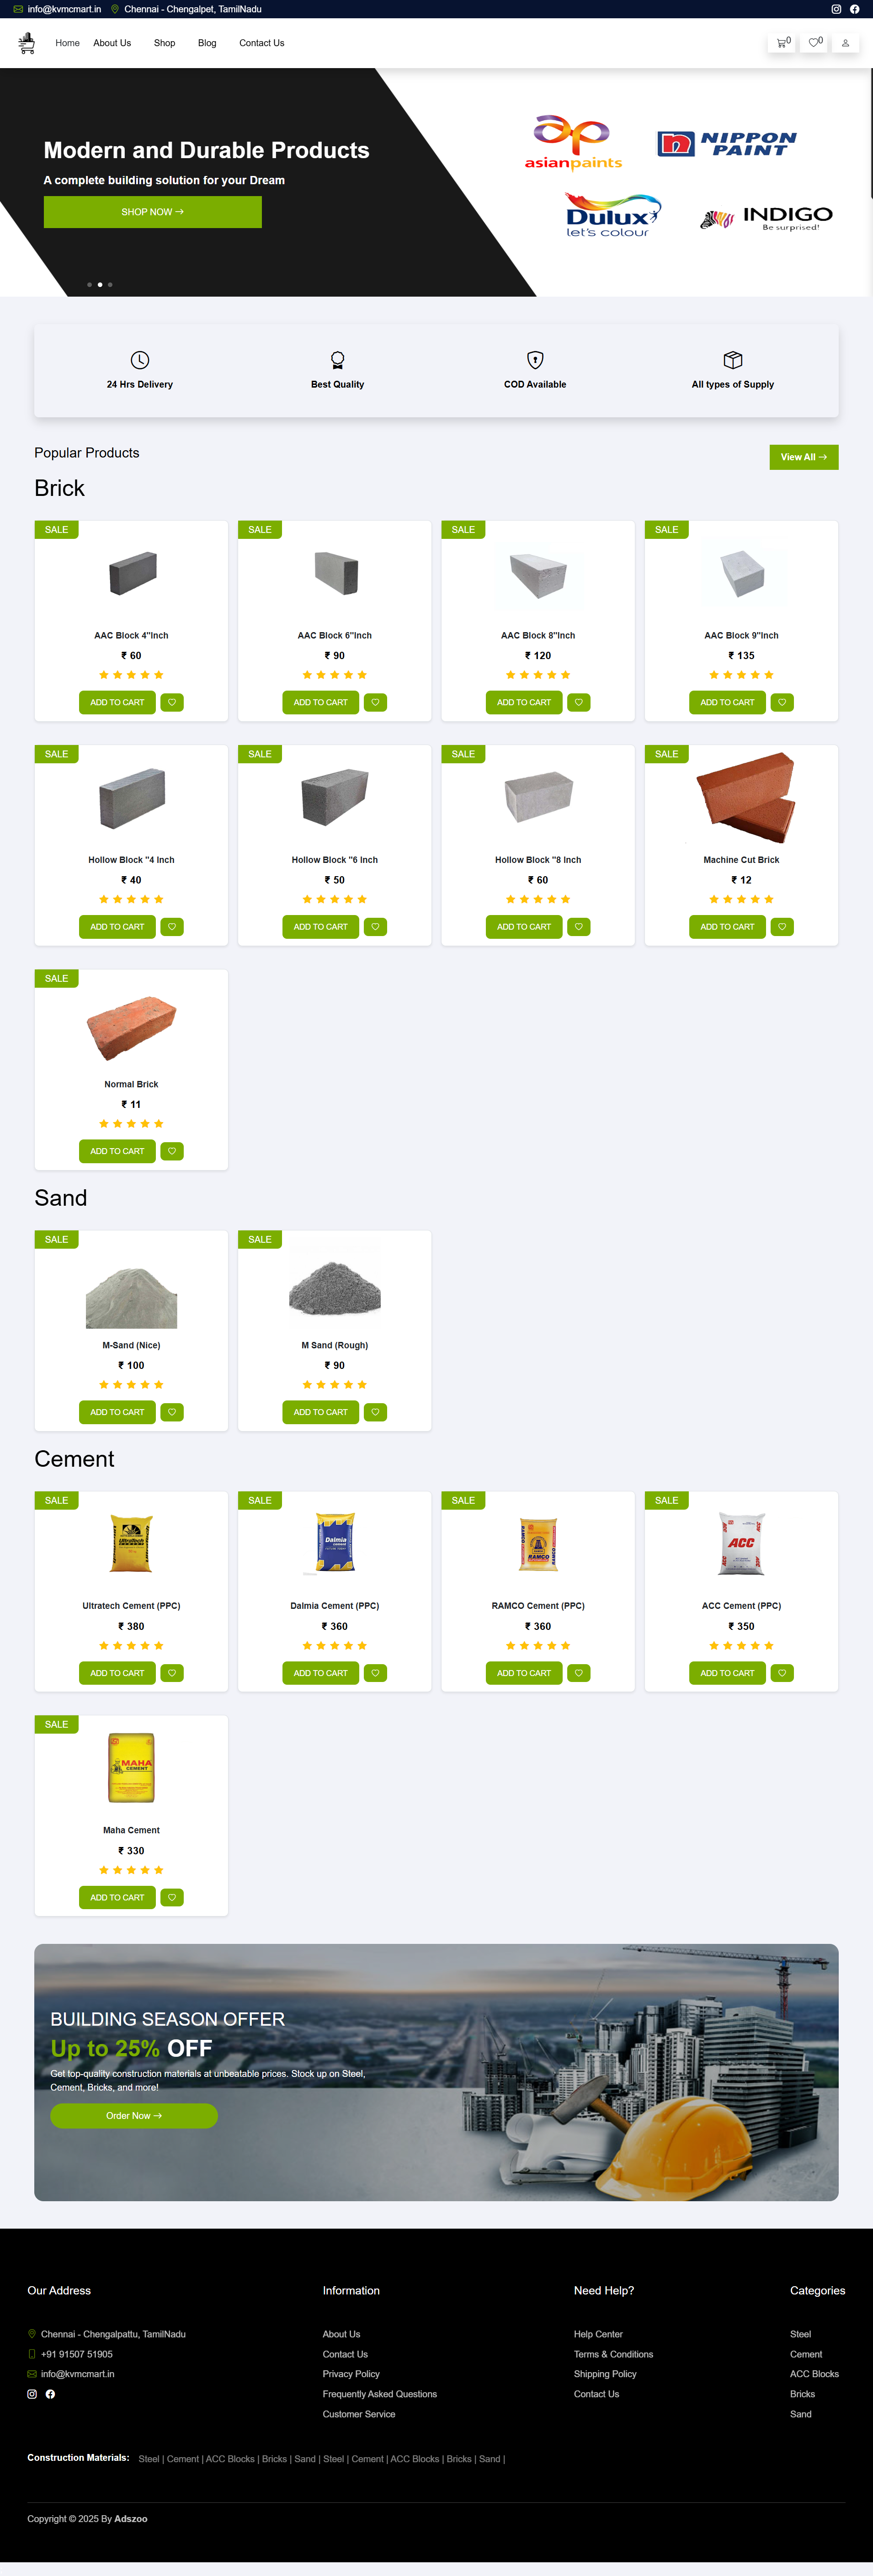 info@kvmcmart.in Chennai - Chengalpet, TamilNadu
Home About Us Shop Blog Contact Us 0 0
Modern and Durable Products
A complete building solution for your Dream
SHOP NOW →
ap
asianpaints
n NIPPON PAINT
Dulux
let's colour
INDIGO
Be surprised!
24 Hrs Delivery Best Quality COD Available All types of Supply
Popular Products
View All →
Brick
SALE SALE SALE SALE
AAC Block 4"Inch AAC Block 6"Inch AAC Block 8"Inch AAC Block 9"Inch
₹ 60 ₹ 90 ₹ 120 ₹ 135
ADD TO CART ADD TO CART ADD TO CART ADD TO CART
SALE SALE SALE SALE
Hollow Block "4 Inch Hollow Block "6 Inch Hollow Block "8 Inch Machine Cut Brick
₹ 40 ₹ 50 ₹ 60 ₹ 12
ADD TO CART ADD TO CART ADD TO CART ADD TO CART
SALE
Normal Brick
₹ 11
ADD TO CART
Sand
SALE SALE
M-Sand (Nice) M Sand (Rough)
₹ 100 ₹ 90
ADD TO CART ADD TO CART
Cement
SALE SALE SALE SALE
UltraTech Dalmia cement RAMCO ACC
Ultratech Cement (PPC) Dalmia Cement (PPC) RAMCO Cement (PPC) ACC Cement (PPC)
₹ 380 ₹ 360 ₹ 360 ₹ 350
ADD TO CART ADD TO CART ADD TO CART ADD TO CART
SALE
MAHA
CEMENT
Maha Cement
₹ 330
ADD TO CART
BUILDING SEASON OFFER
Up to 25% OFF
Get top-quality construction materials at unbeatable prices. Stock up on Steel,
Cement, Bricks, and more!
Order Now →
Our Address Information Need Help? Categories
Chennai - Chengalpattu, TamilNadu About Us Help Center Steel
+91 91507 51905 Contact Us Terms & Conditions Cement
info@kvmcmart.in Privacy Policy Shipping Policy ACC Blocks
Frequently Asked Questions Contact Us Bricks
Customer Service Sand
Construction Materials: Steel | Cement | ACC Blocks | Bricks | Sand | Steel | Cement | ACC Blocks | Bricks | Sand |
Copyright © 2025 By Adszoo